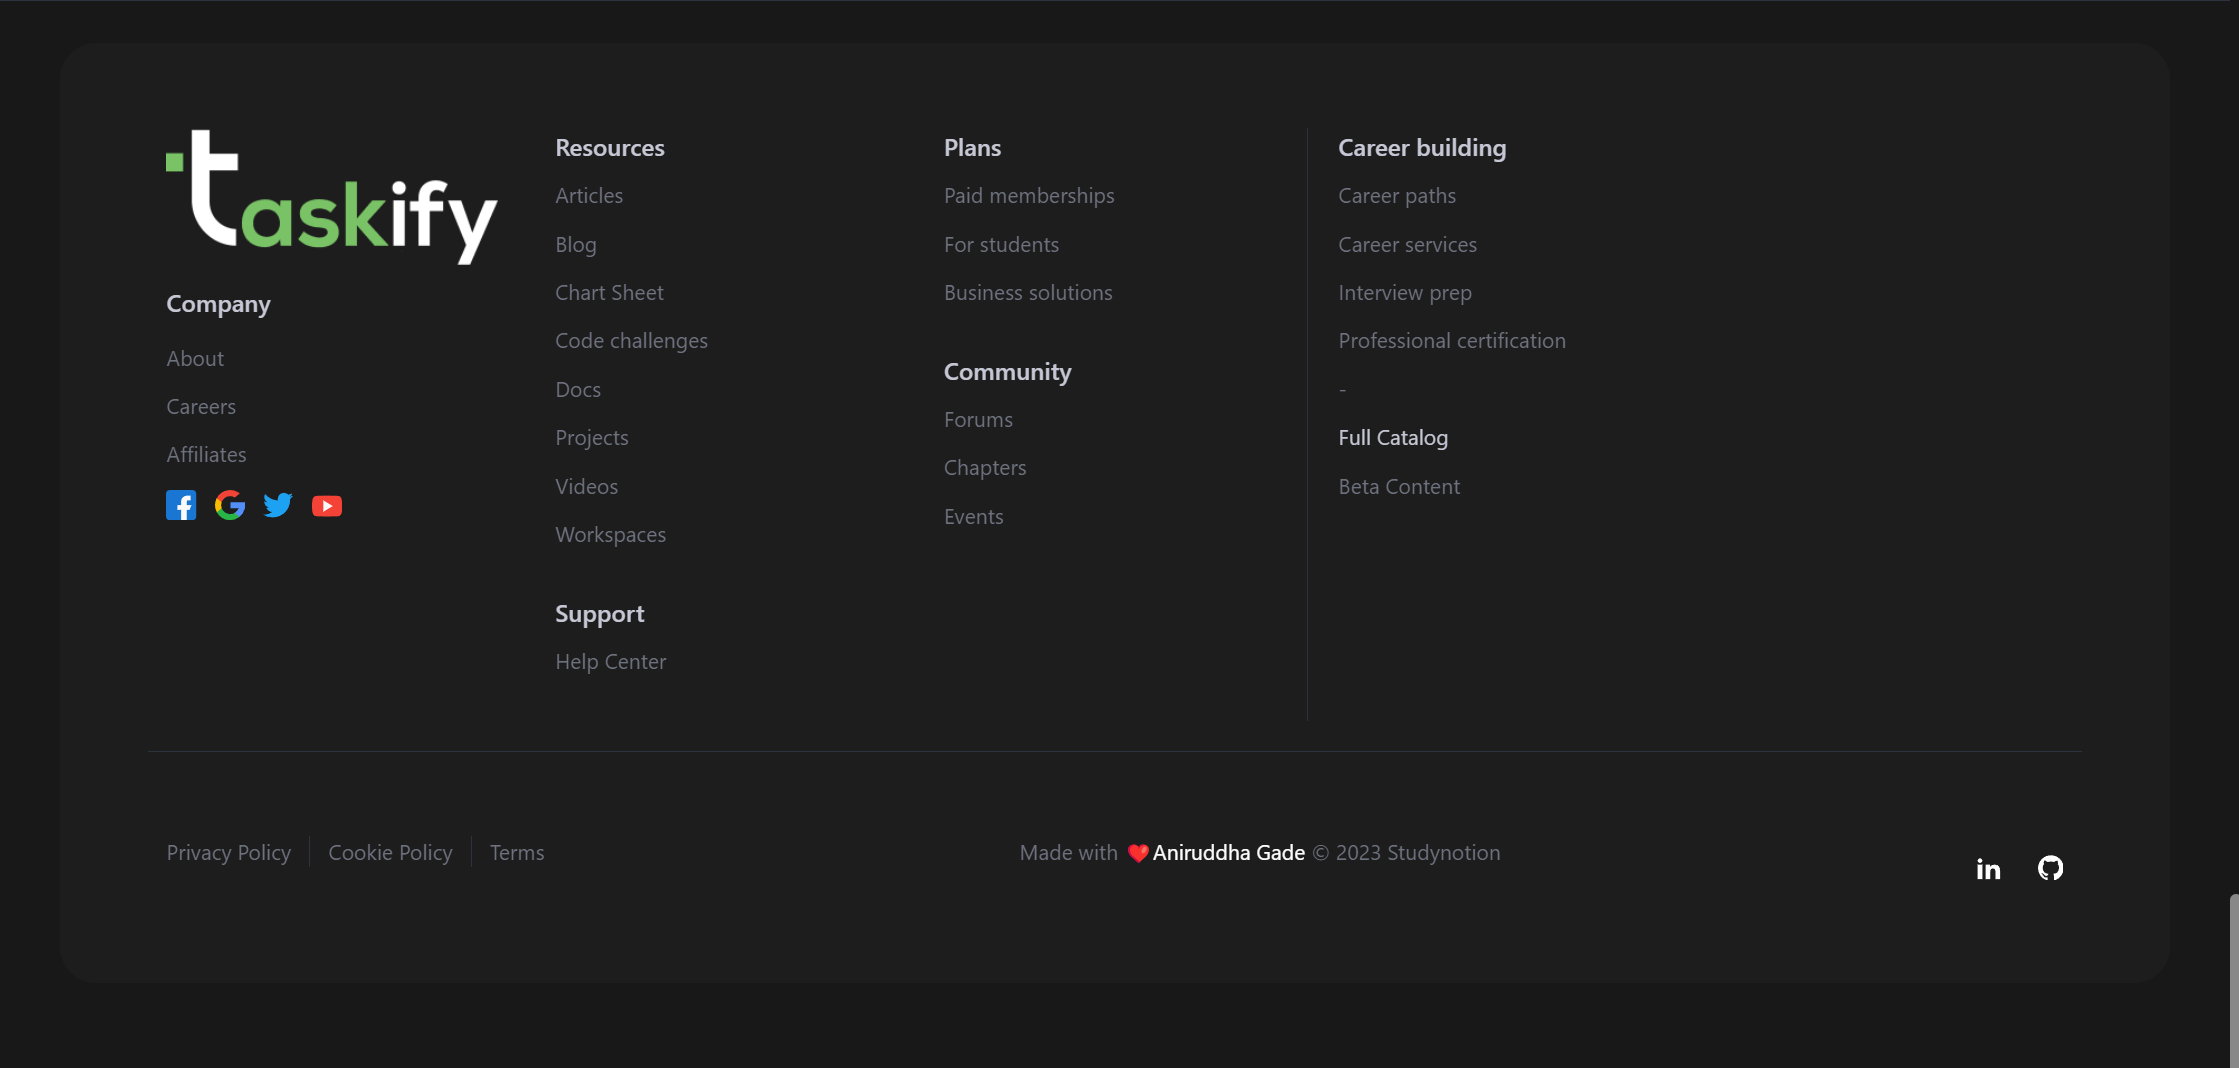 taskify
Company
About
Careers
Affiliates
Resources
Articles
Blog
Chart Sheet
Code challenges
Docs
Projects
Videos
Workspaces
Support
Help Center
Plans
Paid memberships
For students
Business solutions
Community
Forums
Chapters
Events
Career building
Career paths
Career services
Interview prep
Professional certification
-
Full Catalog
Beta Content
Privacy Policy
Cookie Policy
Terms
Made with ❤️Aniruddha Gade © 2023 Studynotion
in